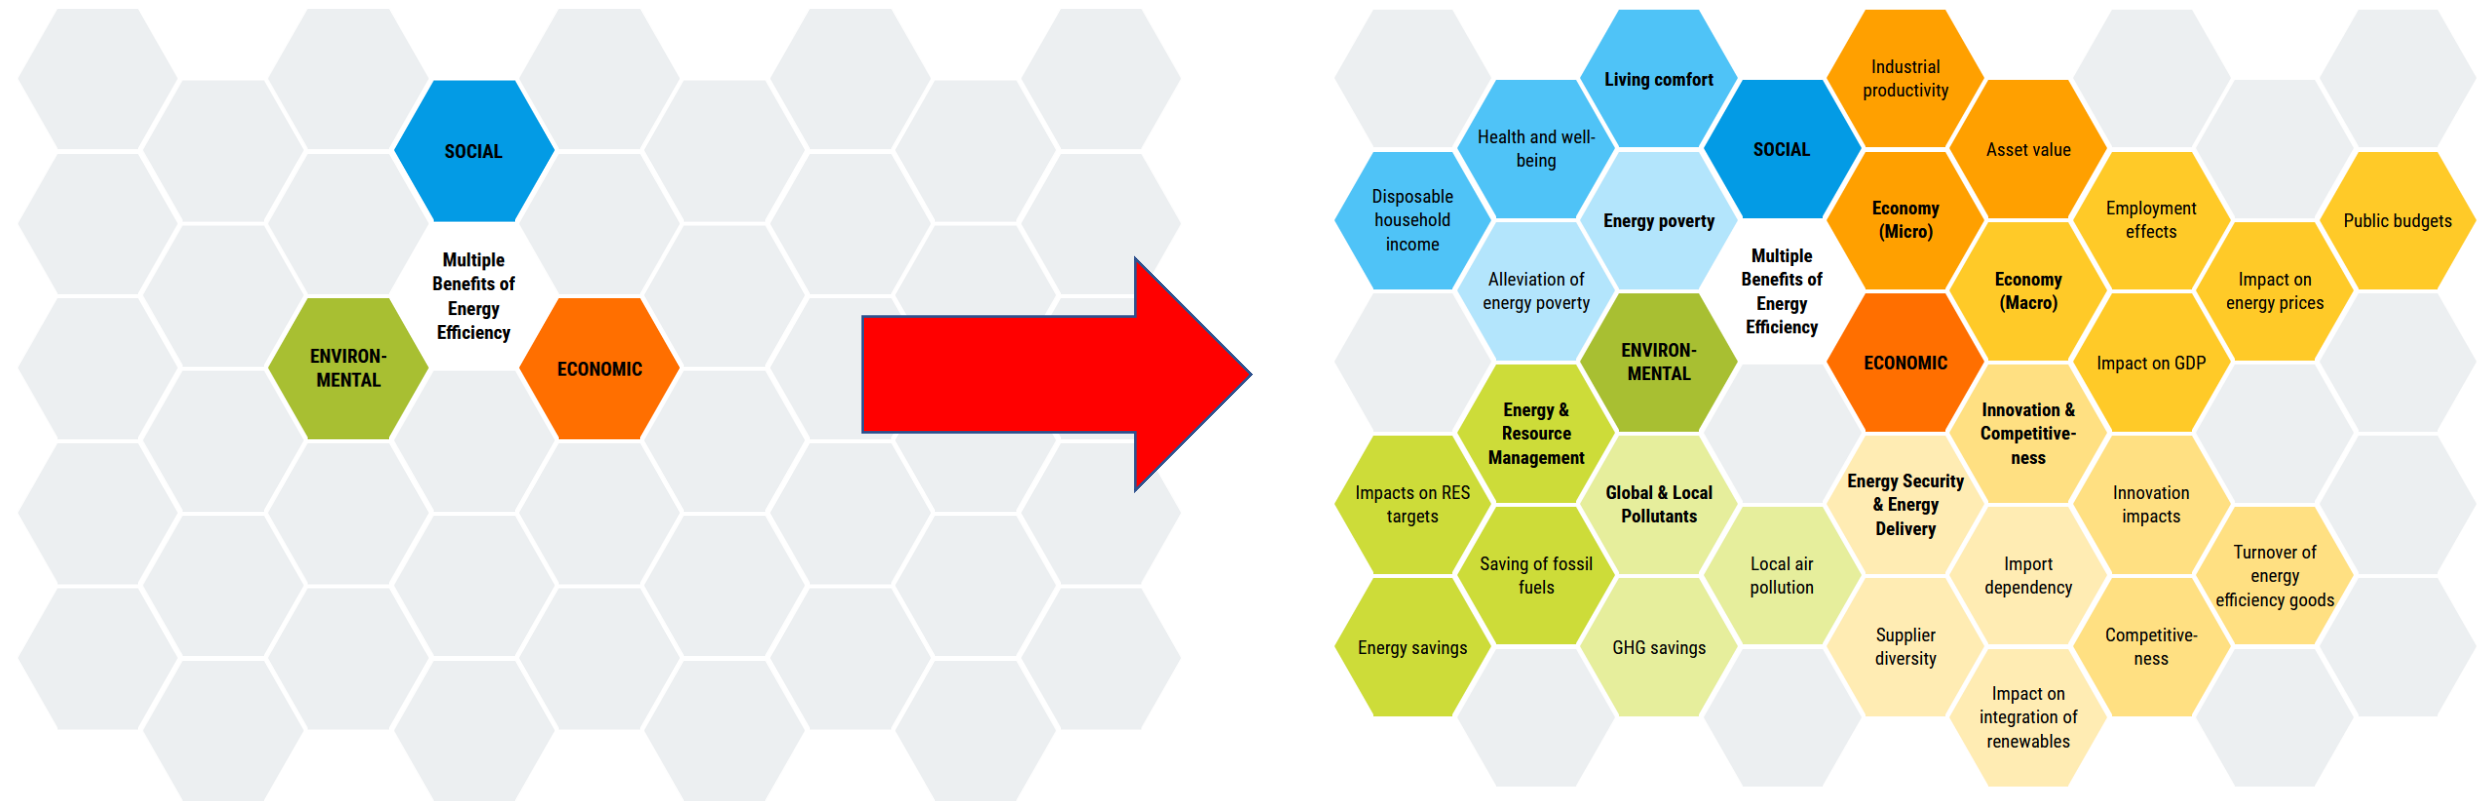 SOCIAL
Multiple
Benefits of
Energy
Efficiency
ENVIRON-
MENTAL
ECONOMIC
Living comfort
Industrial
productivity
Health and well-
being
SOCIAL
Asset value
Disposable
household
income
Energy poverty
Economy
(Micro)
Employment
effects
Public budgets
Alleviation of
energy poverty
Multiple
Benefits of
Energy
Efficiency
Economy
(Macro)
Impact on
energy prices
ENVIRON-
MENTAL
ECONOMIC
Impact on GDP
Energy &
Resource
Management
Innovation &
Competitive-
ness
Impacts on RES
targets
Global & Local
Pollutants
Energy Security
& Energy
Delivery
Innovation
impacts
Saving of fossil
fuels
Local air
pollution
Import
dependency
Turnover of
energy
efficiency goods
Energy savings
GHG savings
Supplier
diversity
Competitive-
ness
Impact on
integration of
renewables